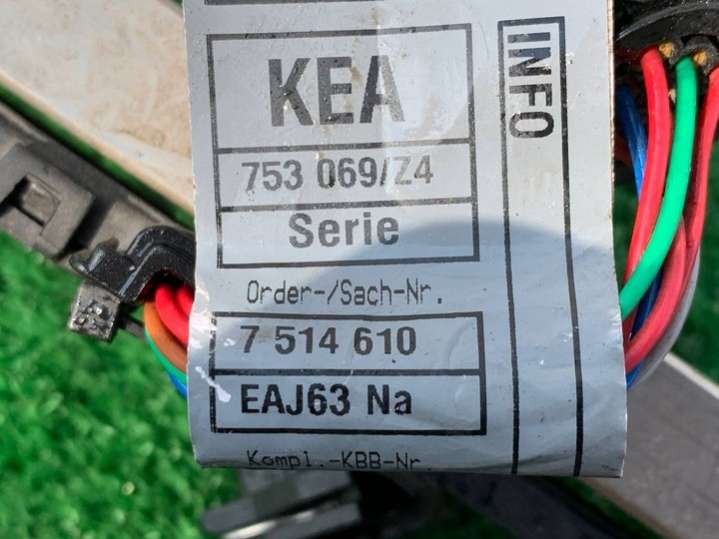 KEA
753 069/Z4
Serie
Order-/Sach-Nr.
7 514 610
EAJ63 Na
Kompl.-KBB-Nr.
INFO